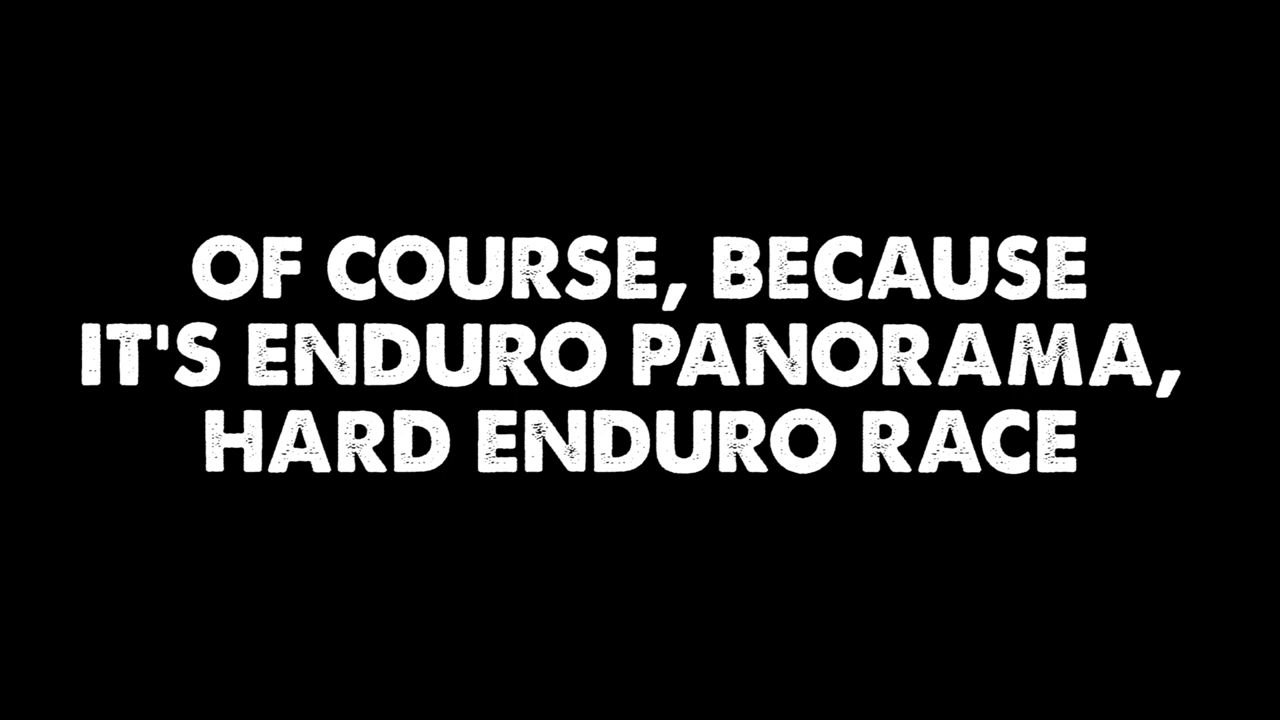 OF COURSE, BECAUSE
IT'S ENDURO PANORAMA,
HARD ENDURO RACE